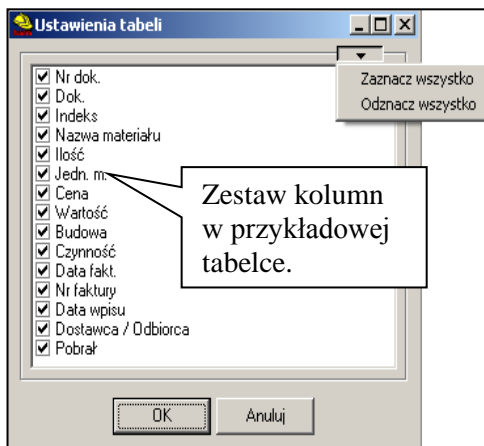 Ustawienia tabeli
Zaznacz wszystko
Odznacz wszystko
Nr dok.
Dok.
Indeks
Nazwa materiału
Ilość
Jedn. m.
Cena
Wartość
Budowa
Czynność
Data fakt.
Nr faktury
Data wpisu
Dostawca / Odbiorca
Pobrał
Zestaw kolumn
w przykładowej
tabelce.
OK
Anuluj